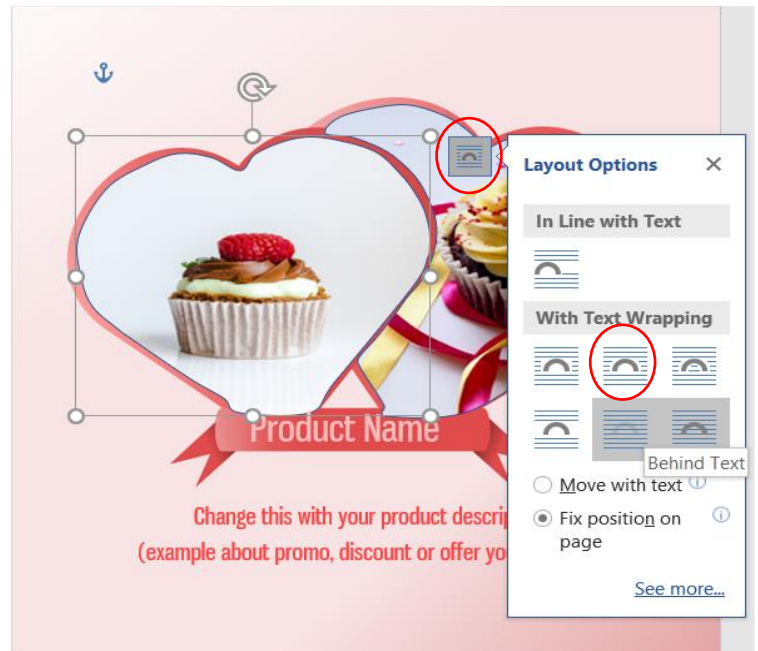 Layout Options
In Line with Text
With Text Wrapping
Behind Text
Move with text
Fix position on
page
See more...
Product Name
Change this with your product descrip
(example about promo, discount or offer yo